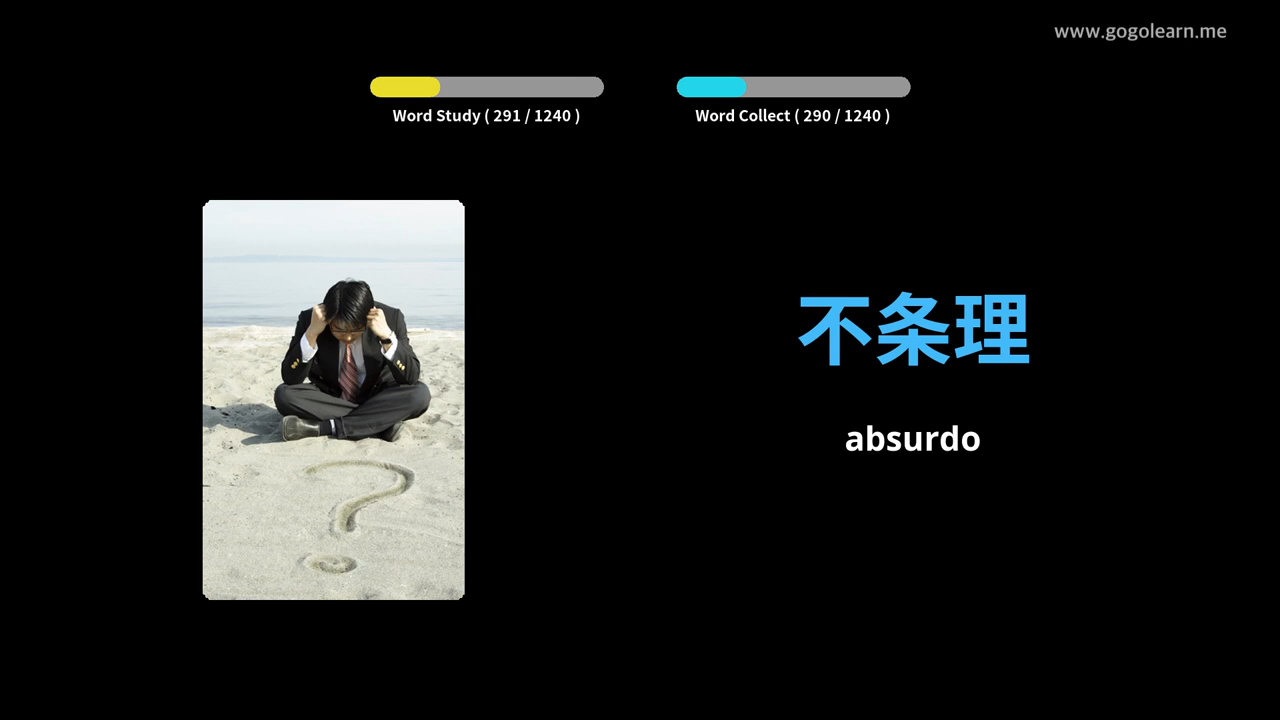 www.gogolearn.me
Word Study ( 291 / 1240 )
Word Collect ( 290 / 1240 )
不条理
absurdo
?